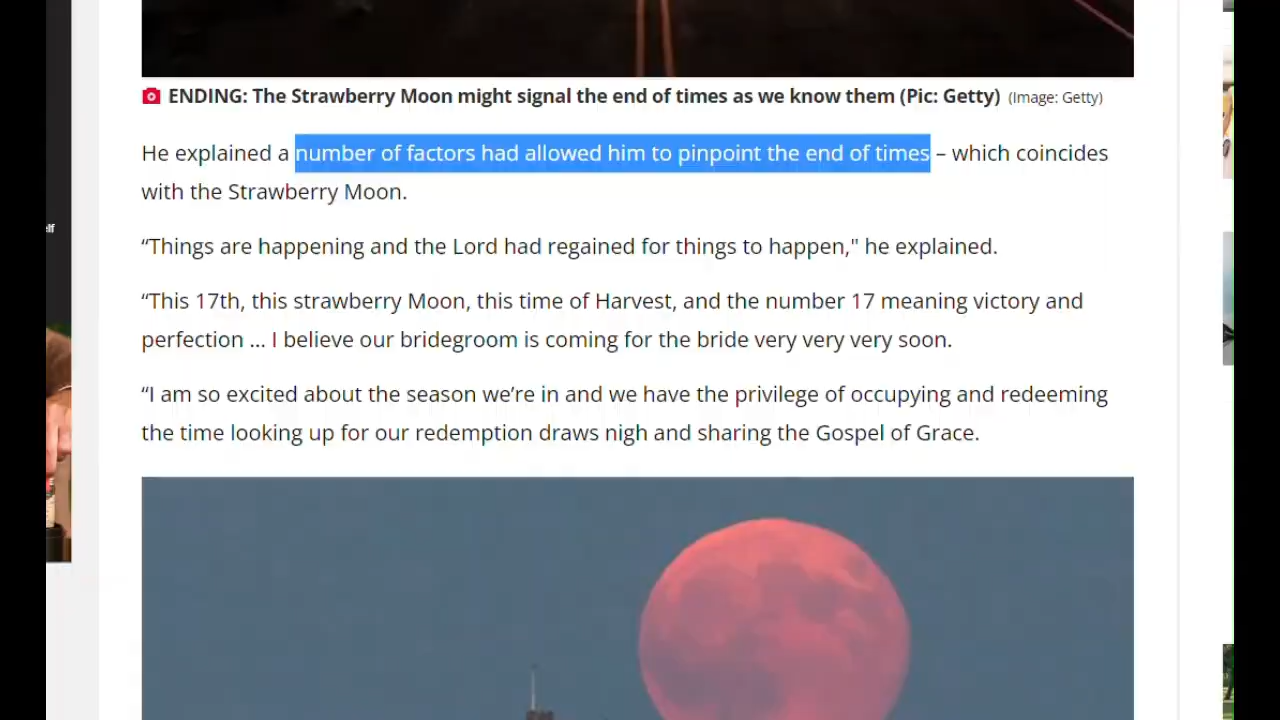 ENDING: The Strawberry Moon might signal the end of times as we know them (Pic: Getty) (Image: Getty)
He explained a number of factors had allowed him to pinpoint the end of times – which coincides
with the Strawberry Moon.
“Things are happening and the Lord had regained for things to happen," he explained.
“This 17th, this strawberry Moon, this time of Harvest, and the number 17 meaning victory and
perfection … I believe our bridegroom is coming for the bride very very very soon.
“I am so excited about the season we’re in and we have the privilege of occupying and redeeming
the time looking up for our redemption draws nigh and sharing the Gospel of Grace.